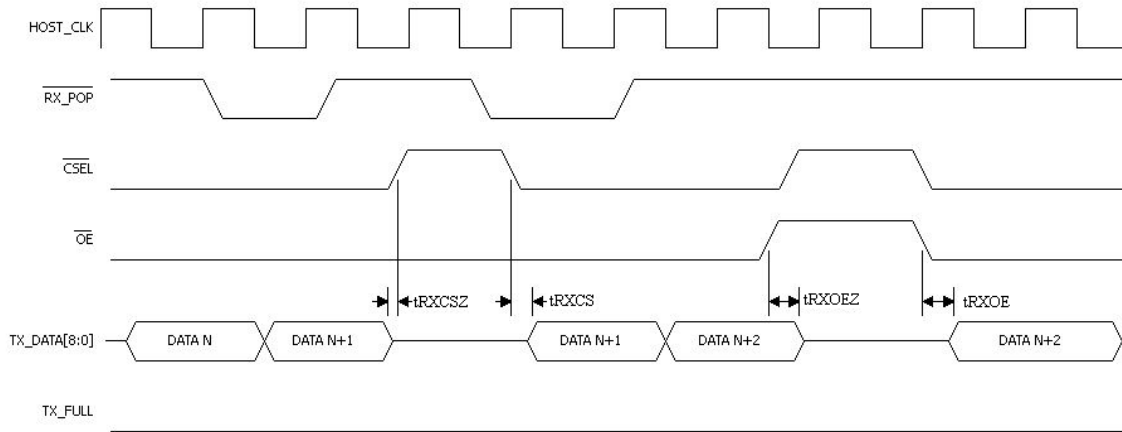 HOST_CLK
RX_POP
CSEL
OE
tRXCSZ
tRXCS
tRXOEZ
tRXOE
TX_DATA[8:0]
DATA N
DATA N+1
DATA N+1
DATA N+2
DATA N+2
TX_FULL